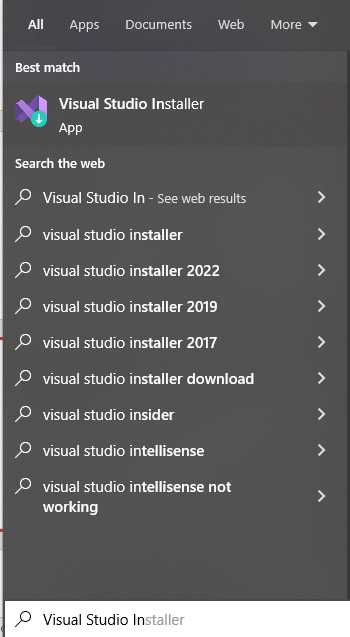 All Apps Documents Web More
Best match
Visual Studio Installer
App
Search the web
Visual Studio In - See web results
visual studio installer
visual studio installer 2022
visual studio installer 2019
visual studio installer 2017
visual studio installer download
visual studio insider
visual studio intellisense
visual studio intellisense not
working
Visual Studio Installer